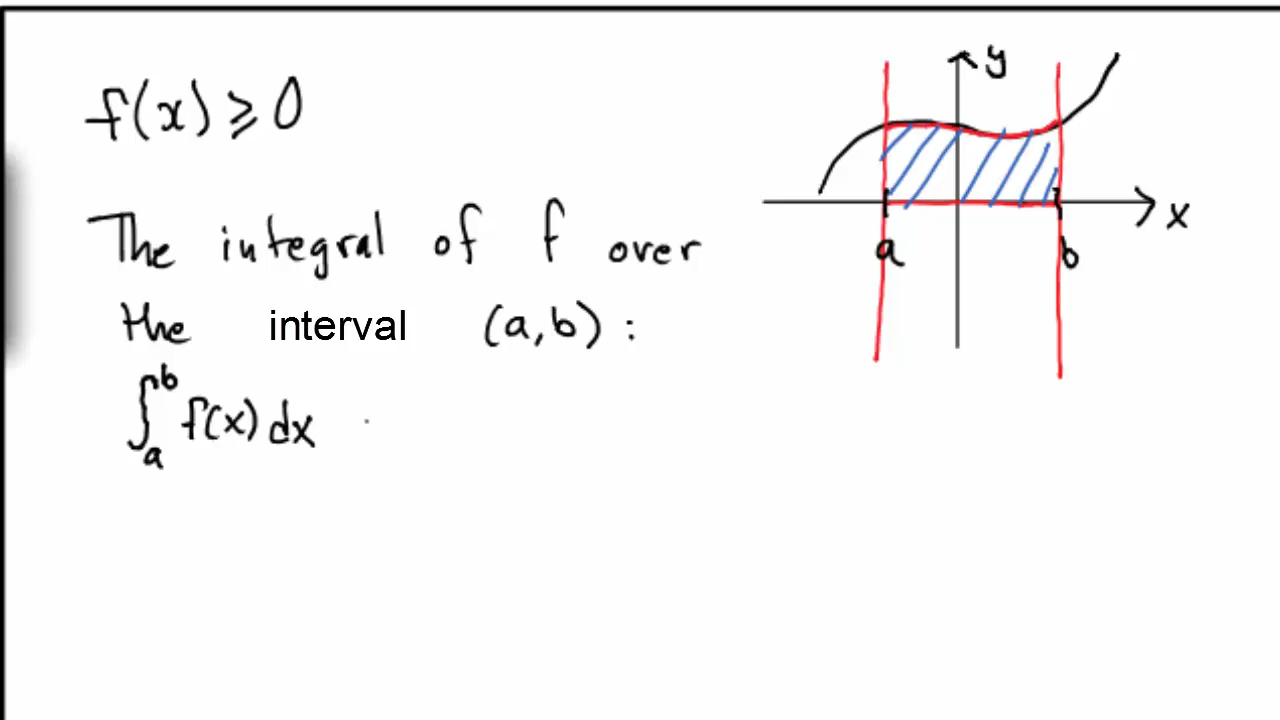 f(x) ⩾ 0
The integral of f over
the interval (a,b) :
∫_a^b f(x) dx
y
x
a b